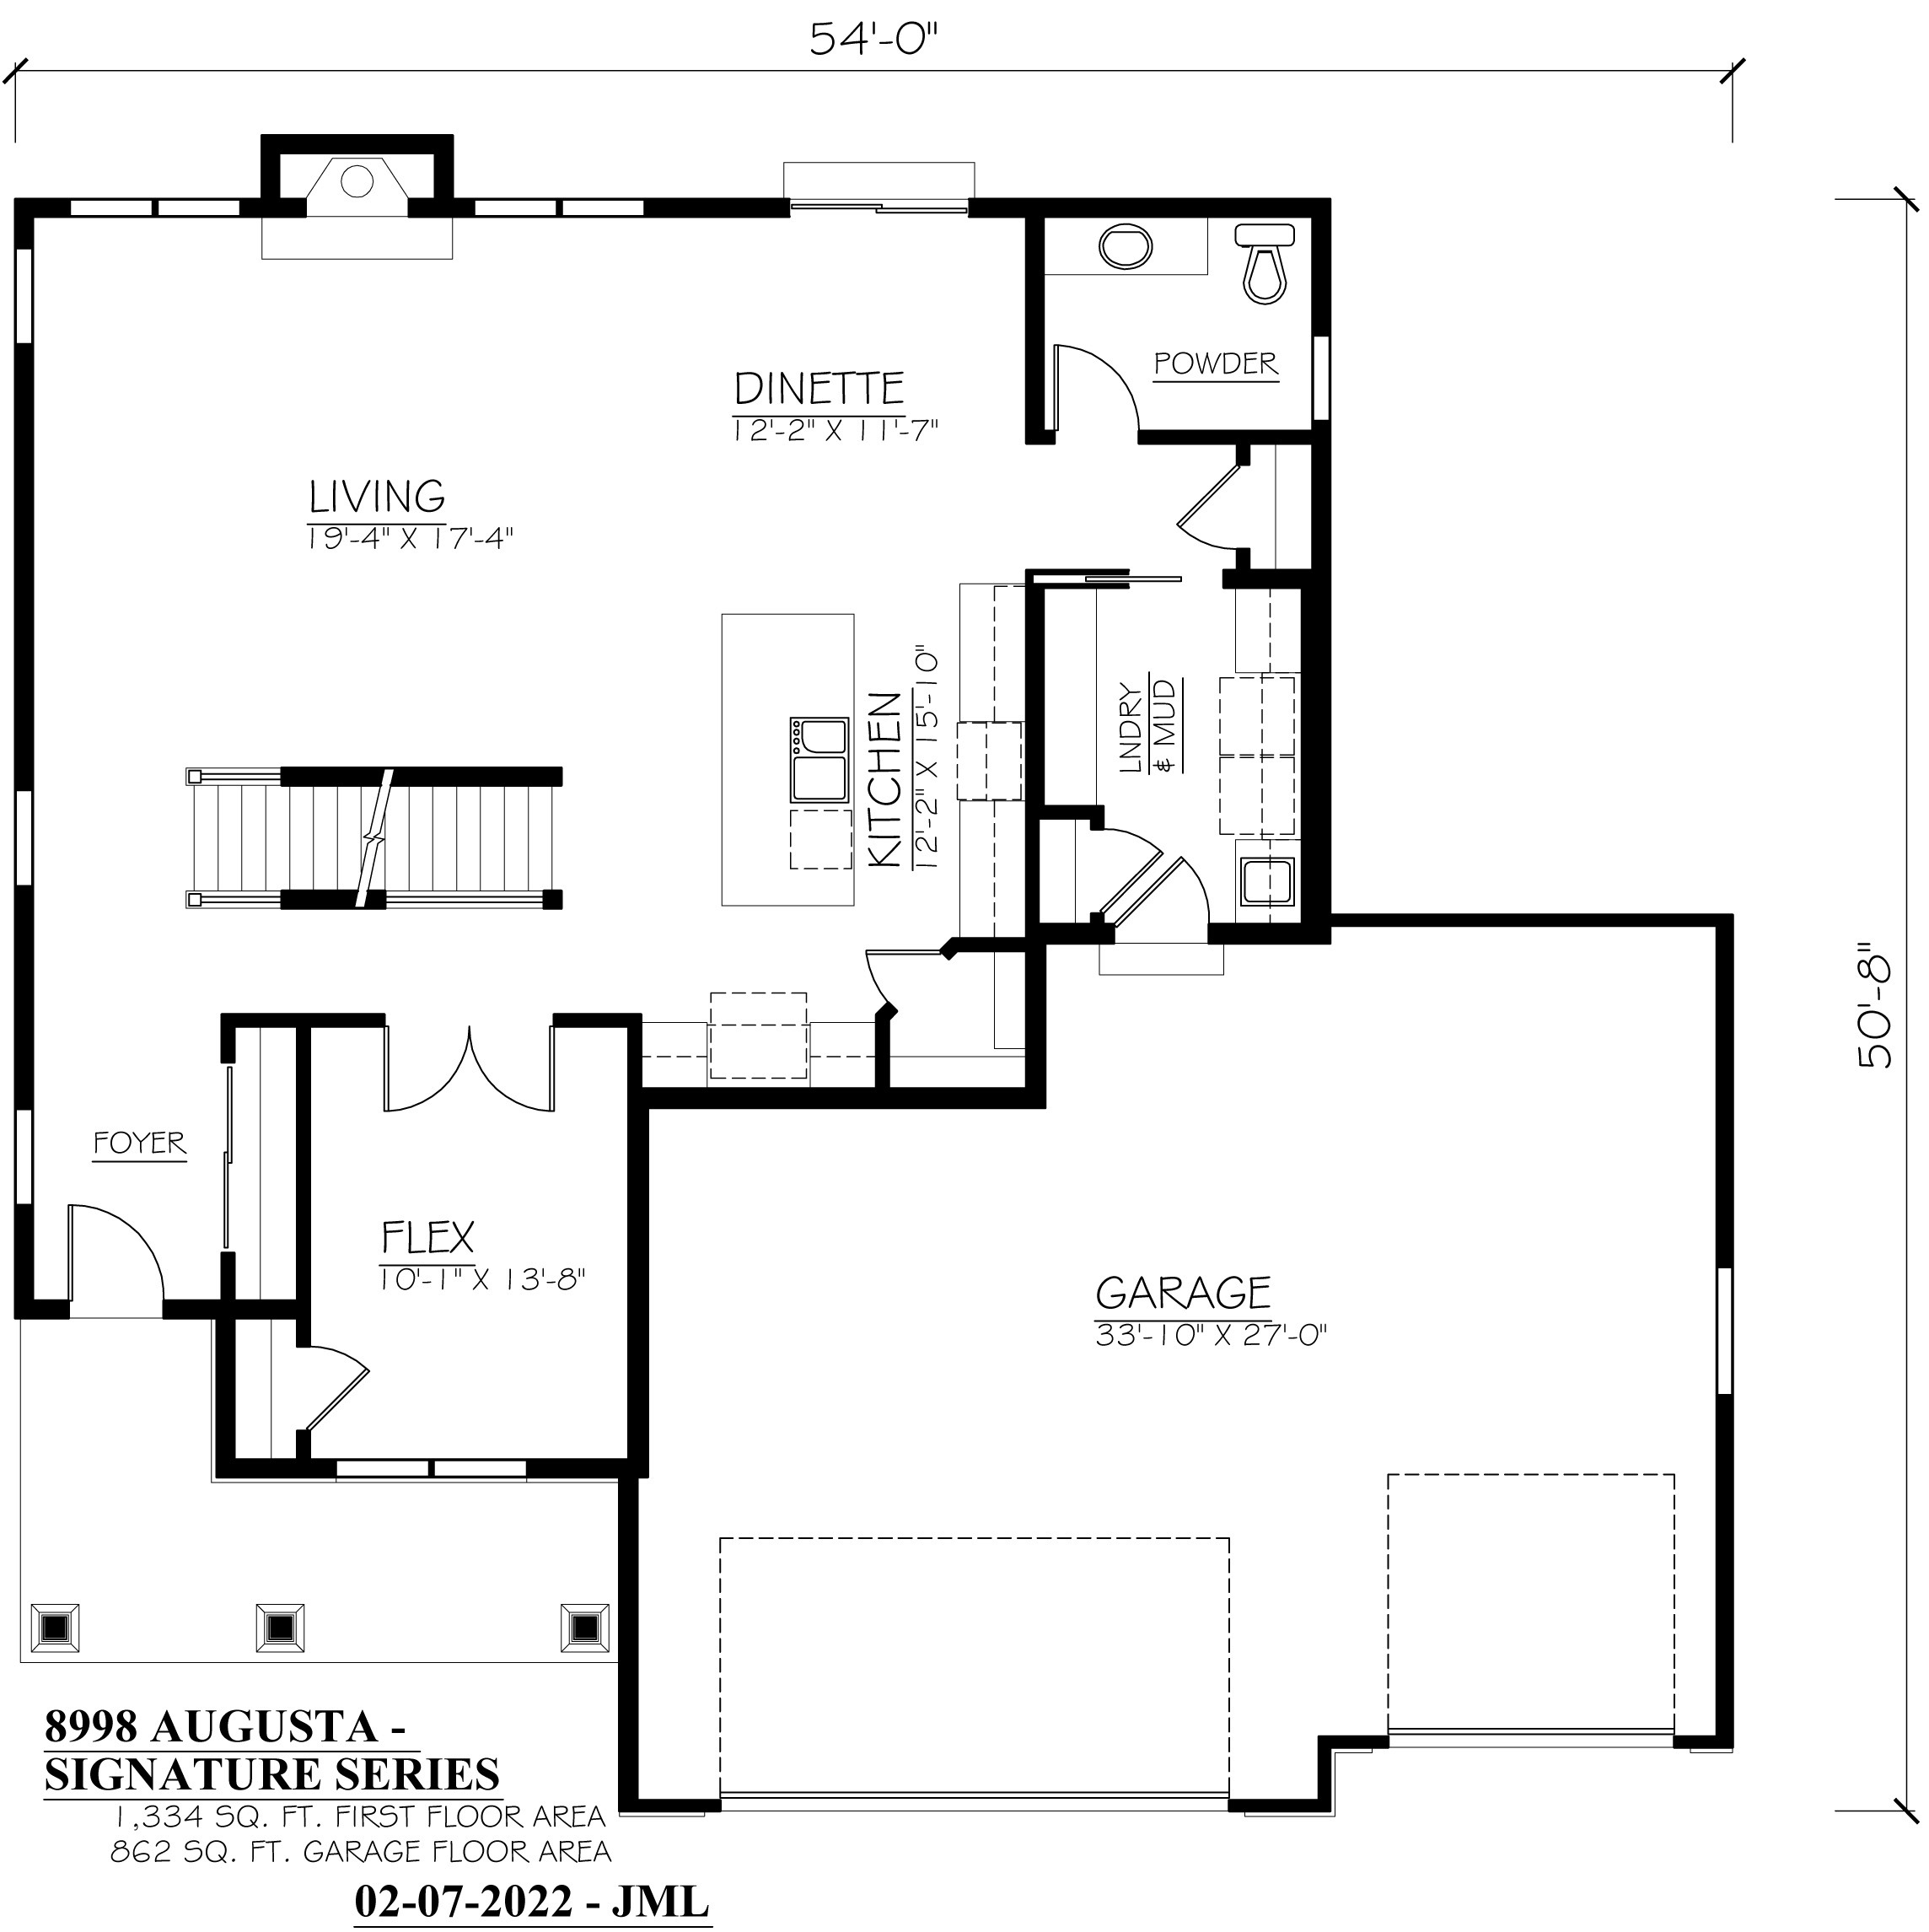 54'-0"
POWDER
DINETTE
12'-2" X 11'-7"
LIVING
19'-4" X 17'-4"
KITCHEN
12'-2" X 15'-10"
LNDRY
& MUD
50'-8"
FOYER
FLEX
10'-1" X 13'-8"
GARAGE
33'-10" X 27'-0"
8998 AUGUSTA -
SIGNATURE SERIES
1,334 SQ. FT. FIRST FLOOR AREA
862 SQ. FT. GARAGE FLOOR AREA
02-07-2022 - JML